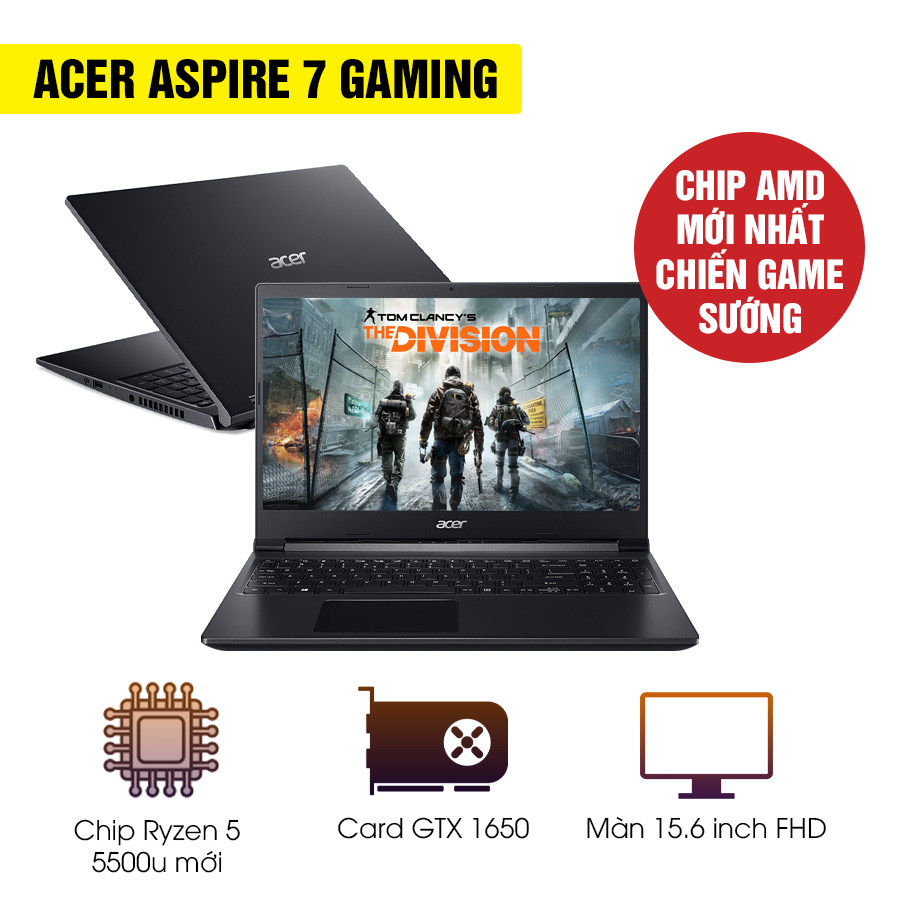 ACER ASPIRE 7 GAMING
CHIP AMD
MỚI NHẤT
CHIẾN GAME
SƯỚNG
acer
TOM CLANCY'S
THE DIVISION
acer
Chip Ryzen 5
5500u mới
Card GTX 1650
Màn 15.6 inch FHD